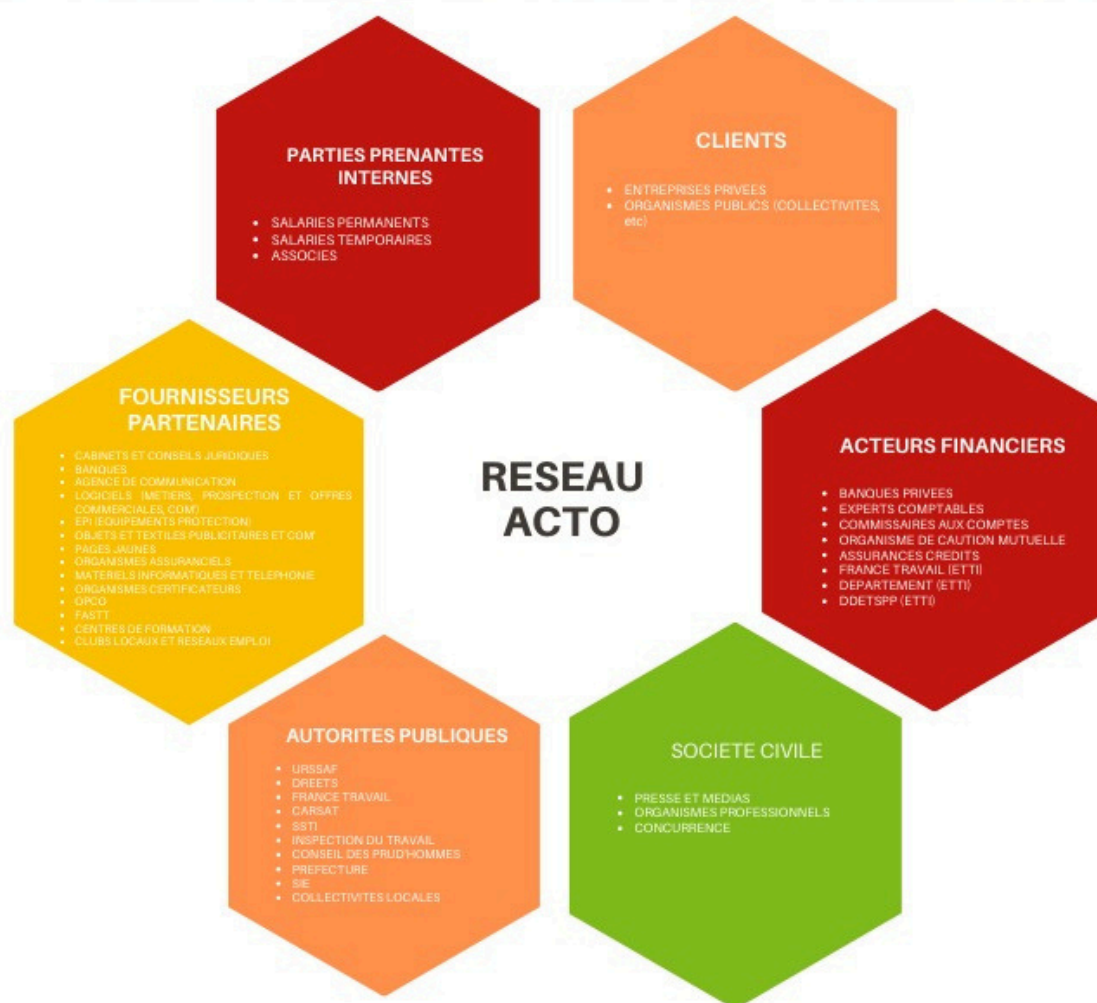 PARTIES PRENANTES
INTERNES
• SALARIES PERMANENTS
• SALARIES TEMPORAIRES
• ASSOCIES
CLIENTS
• ENTREPRISES PRIVEES
• ORGANISMES PUBLICS (COLLECTIVITES,
etc)
FOURNISSEURS
PARTENAIRES
• CABINETS ET CONSEILS JURIDIQUES
• BANQUES
• AGENCE DE COMMUNICATION
• LOGICIELS (METIERS, PROSPECTION ET OFFRES
COMMERCIALES, COM')
• EPI (EQUIPEMENTS PROTECTION)
• OBJETS ET TEXTILES PUBLICITAIRES ET COM'
• PAGES JAUNES
• ORGANISMES ASSURANCIELS
• MATERIELS INFORMATIQUES ET TELEPHONIE
• ORGANISMES CERTIFICATEURS
• OPCO
• FASTT
• CENTRES DE FORMATION
• CLUBS LOCAUX ET RESEAUX EMPLOI
RESEAU
ACTO
ACTEURS FINANCIERS
• BANQUES PRIVEES
• EXPERTS COMPTABLES
• COMMISSAIRES AUX COMPTES
• ORGANISME DE CAUTION MUTUELLE
• ASSURANCES CREDITS
• FRANCE TRAVAIL (ETTI)
• DEPARTEMENT (ETTI)
• DDETSPP (ETTI)
AUTORITES PUBLIQUES
• URSSAF
• DREETS
• FRANCE TRAVAIL
• CARSAT
• SSTI
• INSPECTION DU TRAVAIL
• CONSEIL DES PRUD'HOMMES
• PREFECTURE
• SIE
• COLLECTIVITES LOCALES
SOCIETE CIVILE
• PRESSE ET MEDIAS
• ORGANISMES PROFESSIONNELS
• CONCURRENCE